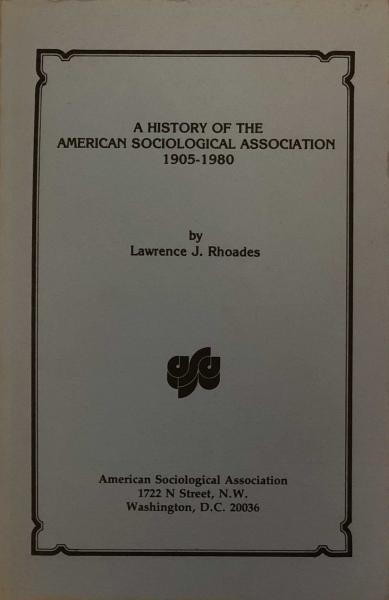 A HISTORY OF THE
AMERICAN SOCIOLOGICAL ASSOCIATION
1905-1980
by
Lawrence J. Rhoades
asa
American Sociological Association
1722 N Street, N.W.
Washington, D.C. 20036